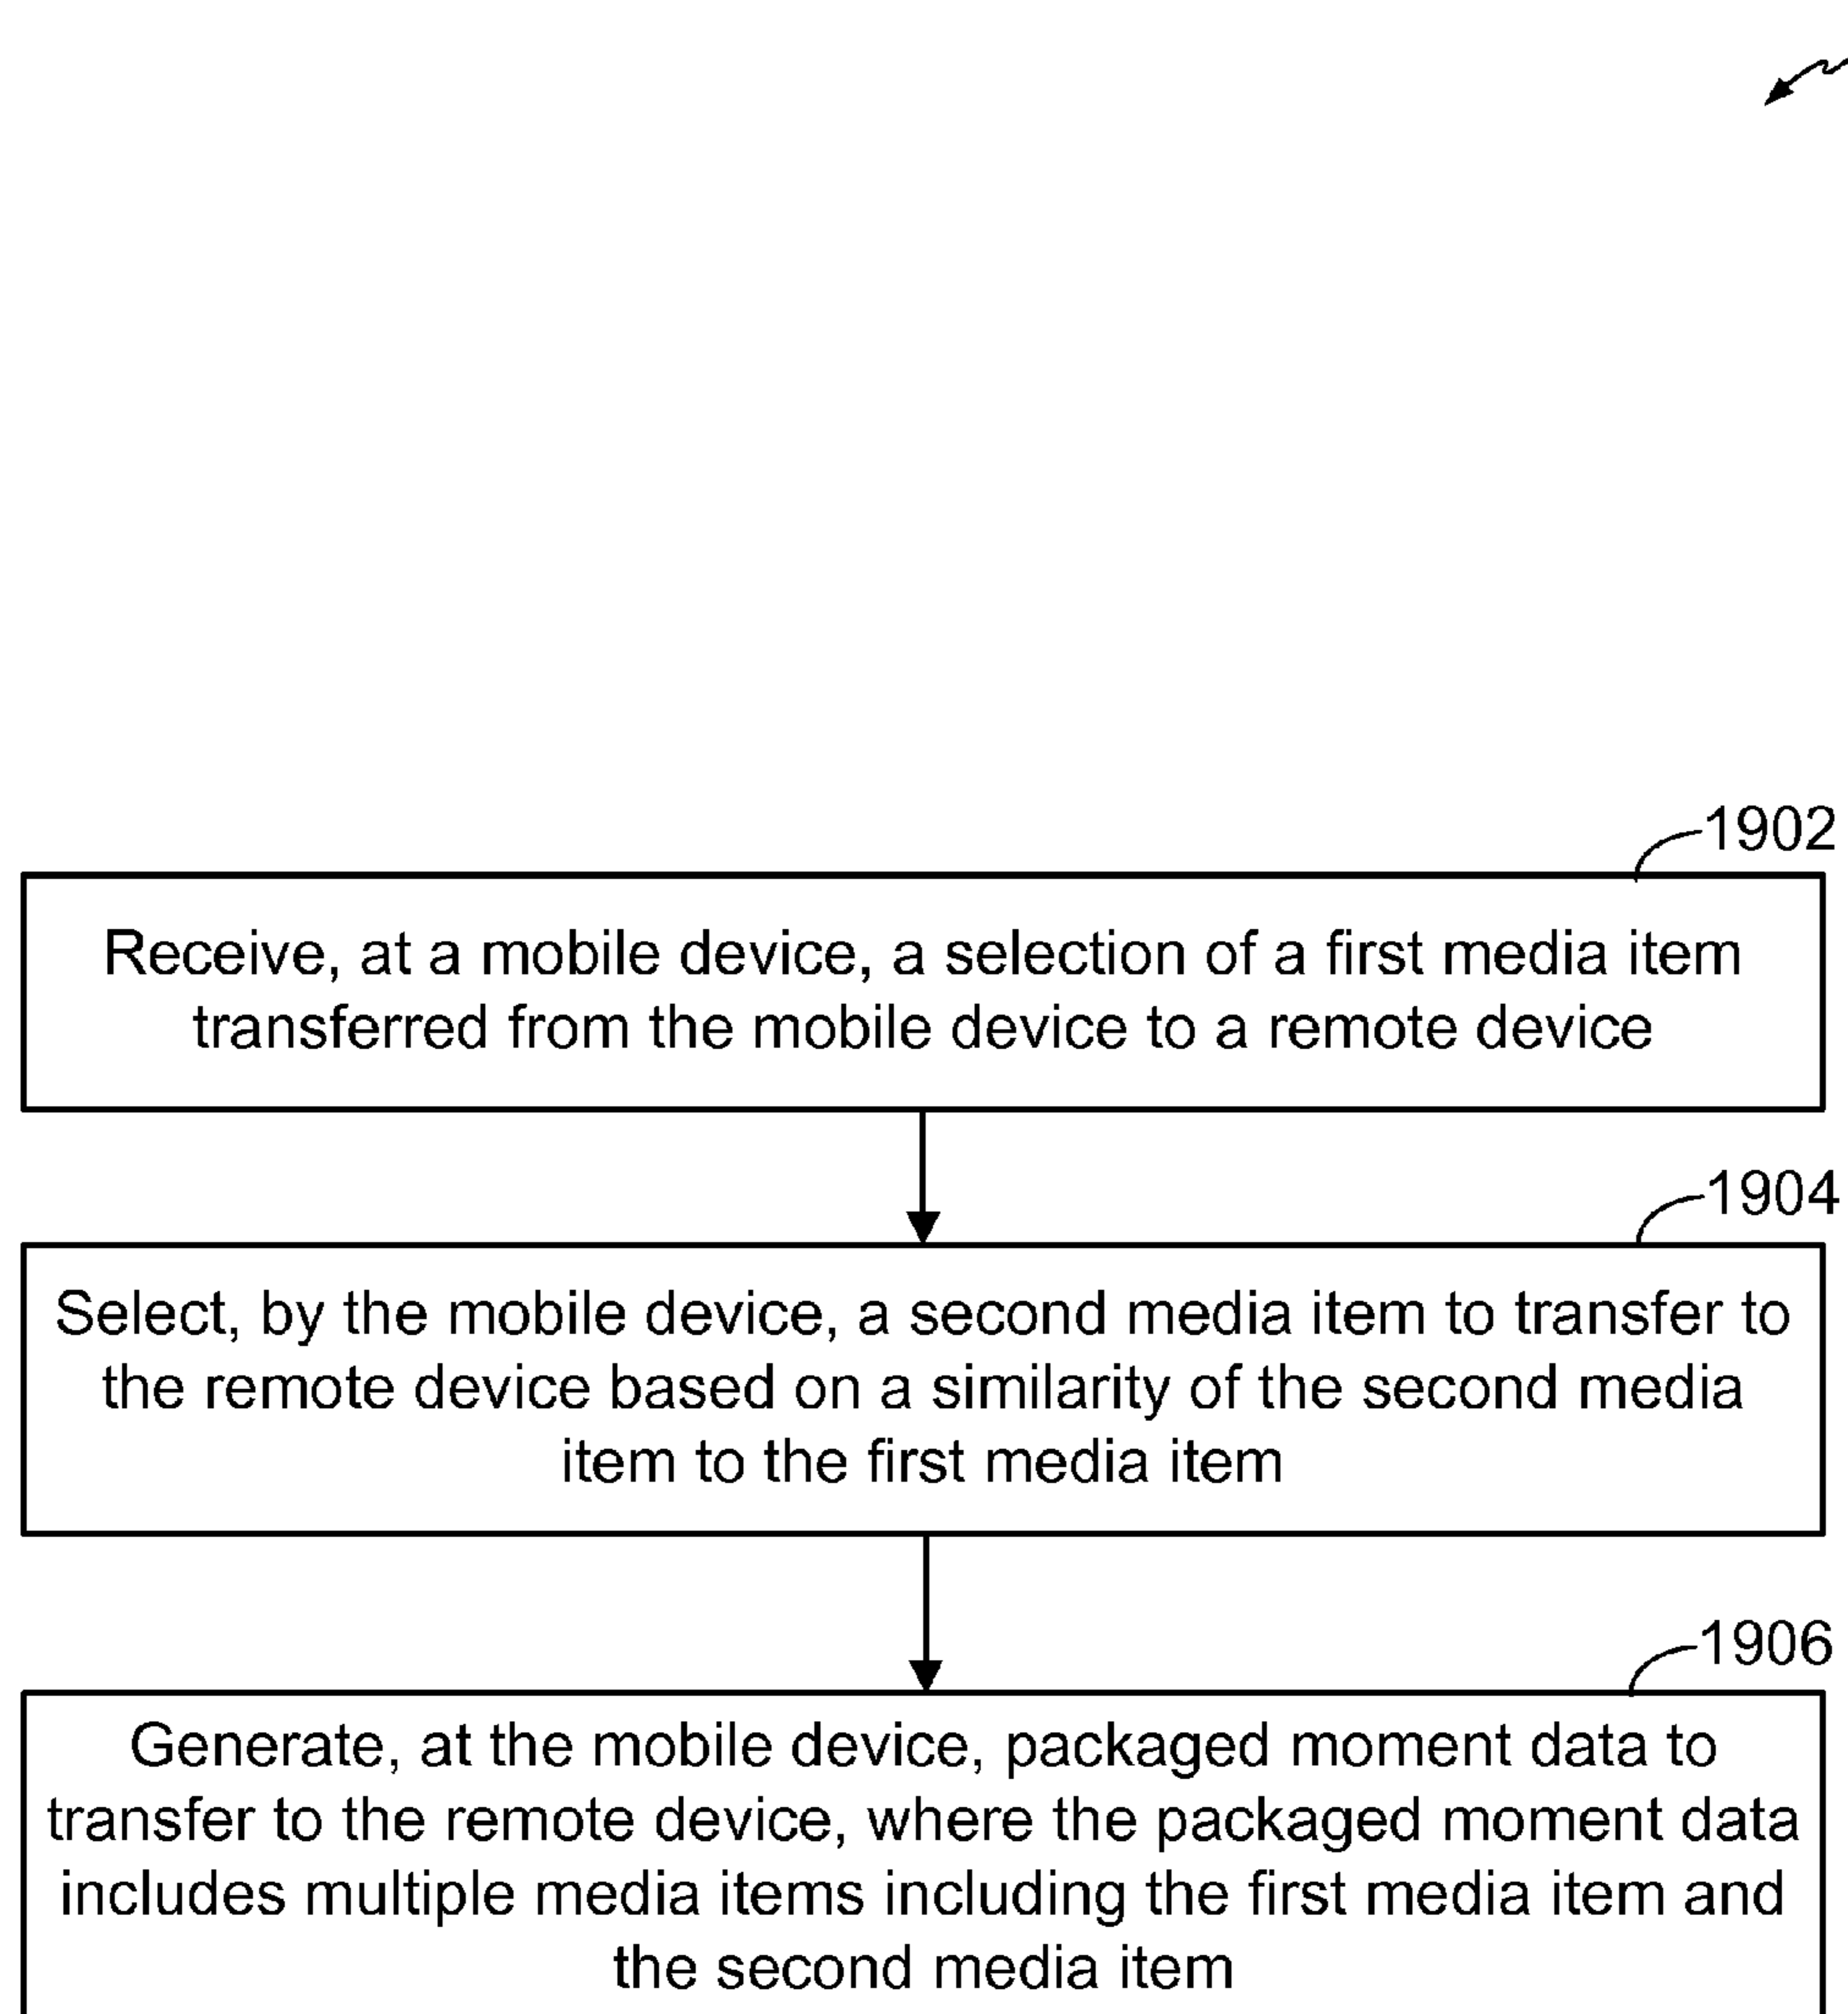 1902
Receive, at a mobile device, a selection of a first media item
transferred from the mobile device to a remote device
1904
Select, by the mobile device, a second media item to transfer to
the remote device based on a similarity of the second media
item to the first media item
1906
Generate, at the mobile device, packaged moment data to
transfer to the remote device, where the packaged moment data
includes multiple media items including the first media item and
the second media item